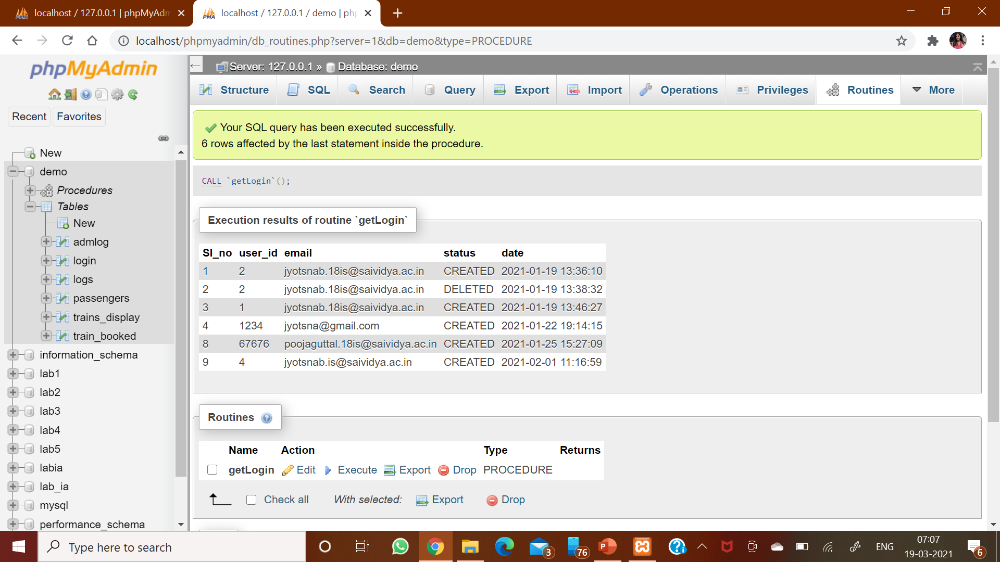 localhost / 127.0.0.1 | phpMyAdm
localhost / 127.0.0.1 / demo | ph
localhost/phpmyadmin/db_routines.php?server=1&db=demo&type=PROCEDURE
phpMyAdmin
Recent Favorites
New
demo
Procedures
Tables
New
admlog
login
logs
passengers
trains_display
train_booked
information_schema
lab1
lab2
lab3
lab4
lab5
labia
lab_ia
mysql
performance_schema
Server: 127.0.0.1 » Database: demo
Structure SQL Search Query Export Import Operations Privileges Routines More
Your SQL query has been executed successfully.
6 rows affected by the last statement inside the procedure.
CALL `getLogin`();
Execution results of routine `getLogin`
Sl_no user_id email status date
1 2 jyotsnab.18is@saividya.ac.in CREATED 2021-01-19 13:36:10
2 2 jyotsnab.18is@saividya.ac.in DELETED 2021-01-19 13:38:32
3 1 jyotsnab.18is@saividya.ac.in CREATED 2021-01-19 13:46:27
4 1234 jyotsna@gmail.com CREATED 2021-01-22 19:14:15
8 67676 poojaguttal.18is@saividya.ac.in CREATED 2021-01-25 15:27:09
9 4 jyotsnab.is@saividya.ac.in CREATED 2021-02-01 11:16:59
Routines
Name Action Type Returns
getLogin Edit Execute Export Drop PROCEDURE
Check all With selected: Export Drop
Type here to search
3
76
ENG
07:07
19-03-2021
6